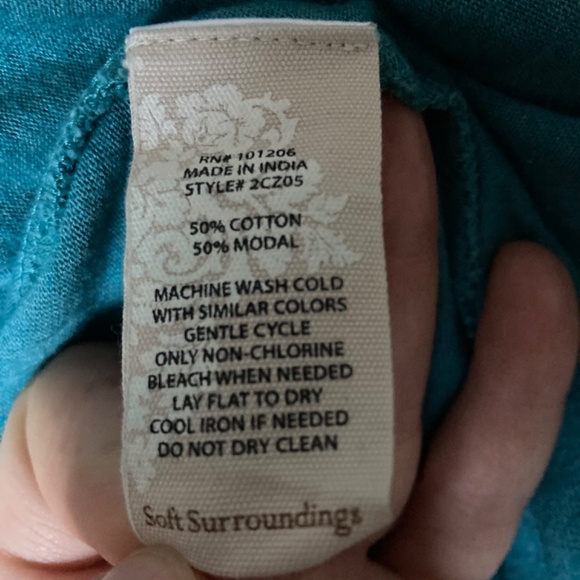 RN# 101206
MADE IN INDIA
STYLE# 2CZ05
50% COTTON
50% MODAL
MACHINE WASH COLD
WITH SIMILAR COLORS
GENTLE CYCLE
ONLY NON-CHLORINE
BLEACH WHEN NEEDED
LAY FLAT TO DRY
COOL IRON IF NEEDED
DO NOT DRY CLEAN
Soft Surroundings